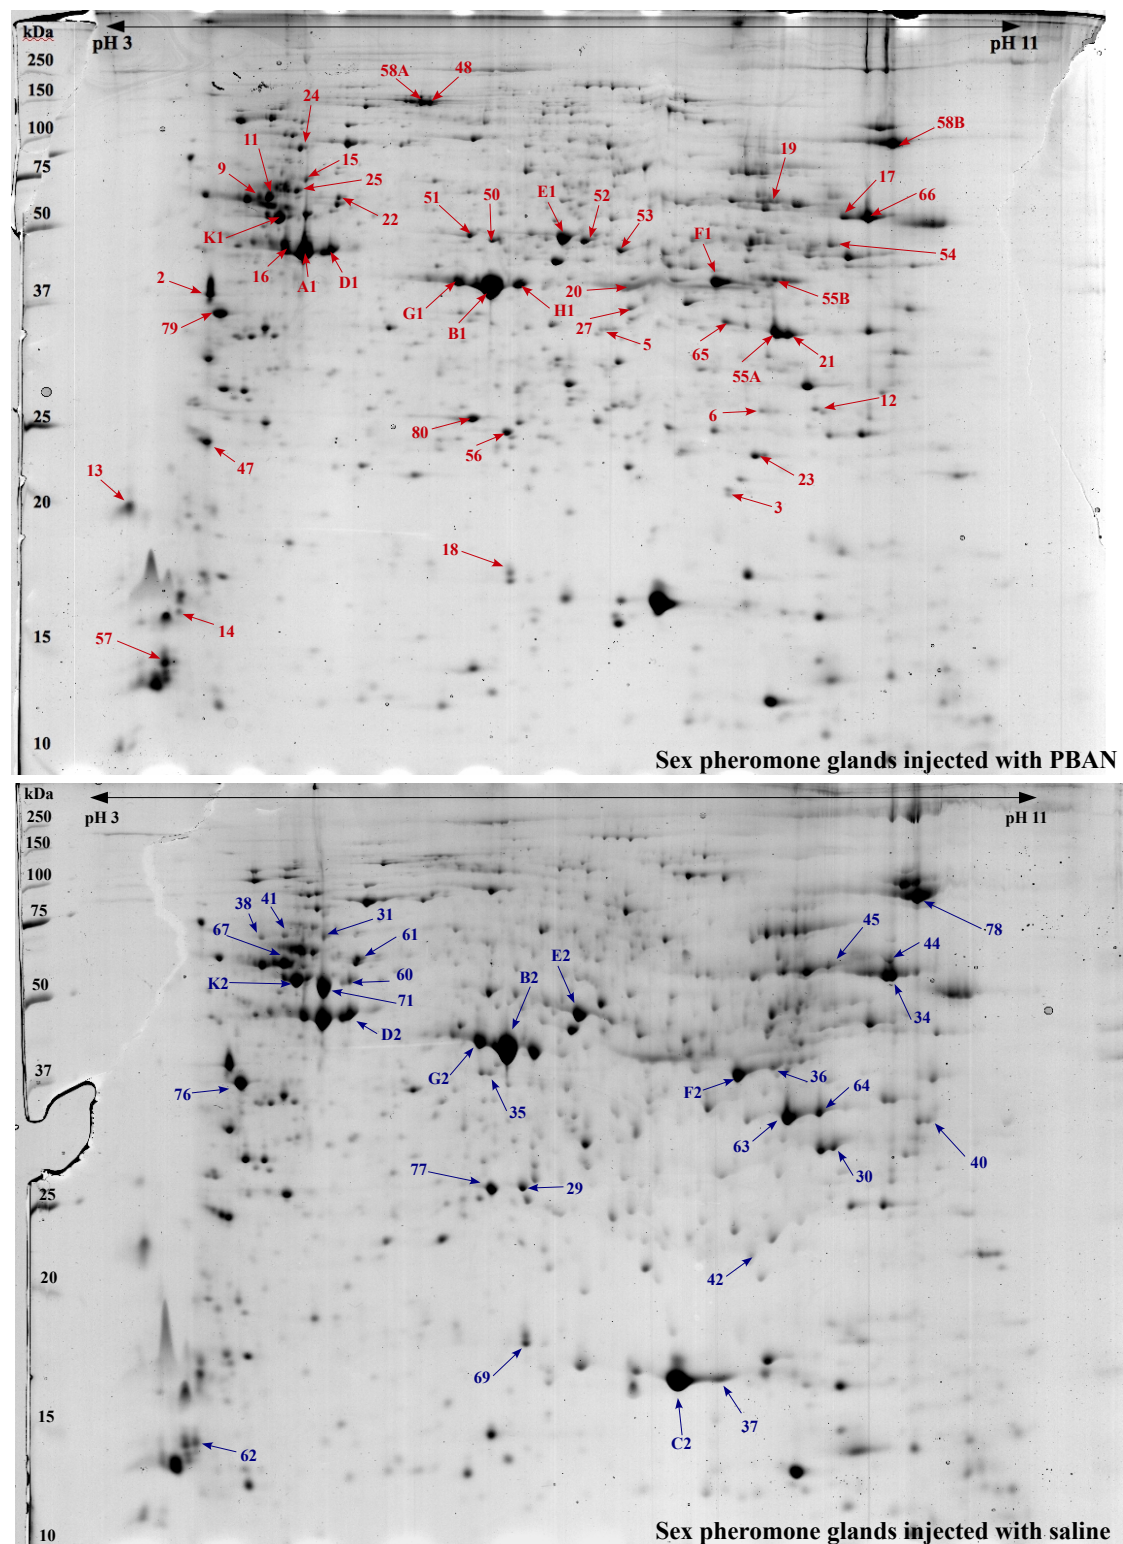 kDa
pH 3
pH 11
250
58A
48
150
24
100
58B
11
15
19
75
9
25
17
66
E1
52
51
50
53
50
22
K1
F1
54
16
A1
D1
2
37
G1
B1
H1
20
55B
79
27
5
65
55A
21
12
6
25
80
56
47
23
13
20
3
18
14
57
15
10
Sex pheromone glands injected with PBAN
kDa
pH 3
pH 11
250
150
100
38
41
31
45
75
78
67
61
44
E2
B2
60
K2
50
71
34
D2
37
G2
36
64
76
35
F2
63
40
30
77
29
25
42
20
69
37
15
C2
62
10
Sex pheromone glands injected with saline